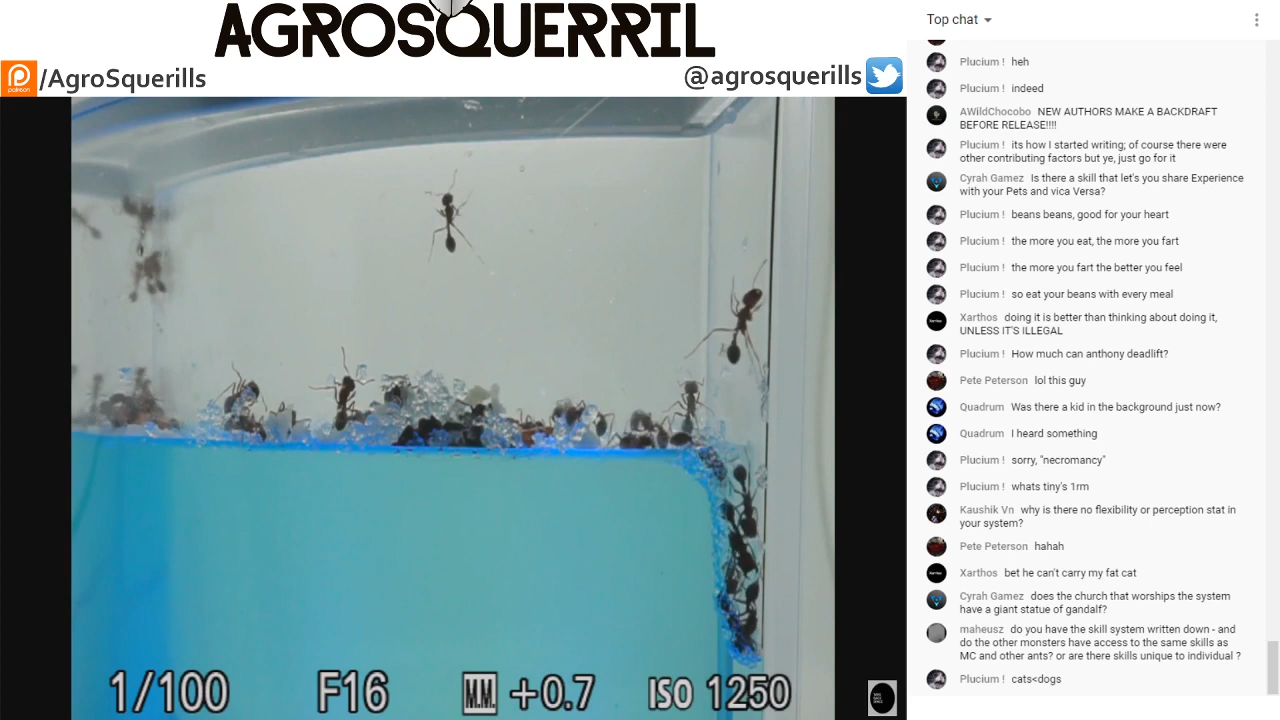 AGROSQUERRIL
/AgroSquerills
@agrosquerills
patreon
1/100 F16 M.M. +0.7 ISO 1250
Top chat
Plucium ! heh
Plucium ! indeed
AWildChocobo NEW AUTHORS MAKE A BACKDRAFT
BEFORE RELEASE!!!!
Plucium ! its how I started writing; of course there were
other contributing factors but ye, just go for it
Cyrah Gamez Is there a skill that let's you share Experience
with your Pets and vica Versa?
Plucium ! beans beans, good for your heart
Plucium ! the more you eat, the more you fart
Plucium ! the more you fart the better you feel
Plucium ! so eat your beans with every meal
Xarthos doing it is better than thinking about doing it,
UNLESS IT'S ILLEGAL
Plucium ! How much can anthony deadlift?
Pete Peterson lol this guy
Quadrum Was there a kid in the background just now?
Quadrum I heard something
Plucium ! sorry, "necromancy"
Plucium ! whats tiny's 1rm
Kaushik Vn why is there no flexibility or perception stat in
your system?
Pete Peterson hahah
Xarthos bet he can't carry my fat cat
Cyrah Gamez does the church that worships the system
have a giant statue of gandalf?
maheusz do you have the skill system written down - and
do the other monsters have access to the same skills as
MC and other ants? or are there skills unique to individual ?
Plucium ! cats<dogs